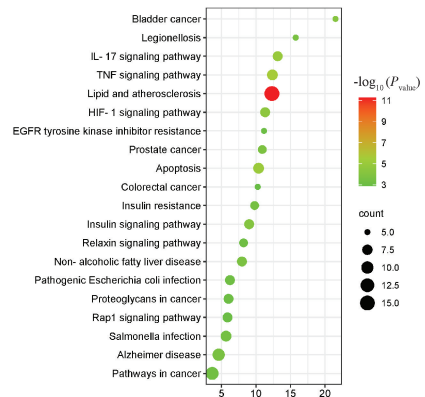 Bladder cancer
Legionellosis
IL- 17 signaling pathway
TNF signaling pathway
Lipid and atherosclerosis
HIF- 1 signaling pathway
EGFR tyrosine kinase inhibitor resistance
Prostate cancer
Apoptosis
Colorectal cancer
Insulin resistance
Insulin signaling pathway
Relaxin signaling pathway
Non- alcoholic fatty liver disease
Pathogenic Escherichia coli infection
Proteoglycans in cancer
Rap1 signaling pathway
Salmonella infection
Alzheimer disease
Pathways in cancer
5 10 15 20
-log10 (Pvalue)
11
9
7
5
3
count
5.0
7.5
10.0
12.5
15.0